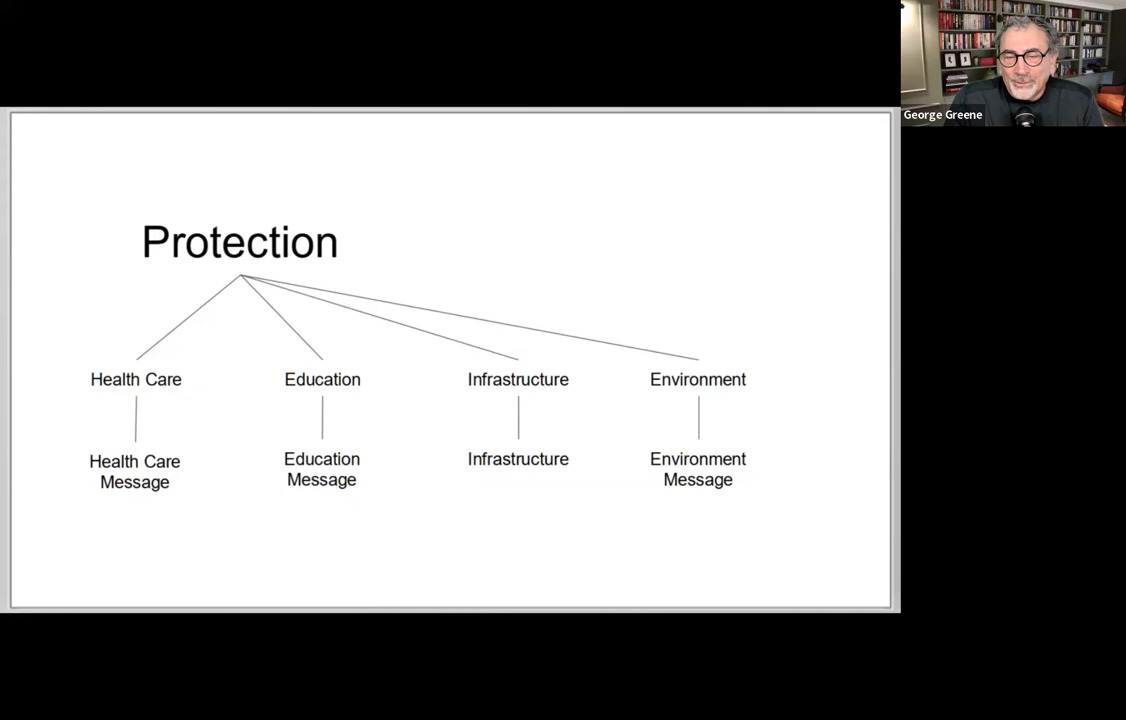 George Greene
Protection
Health Care
Education
Infrastructure
Environment
Health Care
Message
Education
Message
Infrastructure
Environment
Message